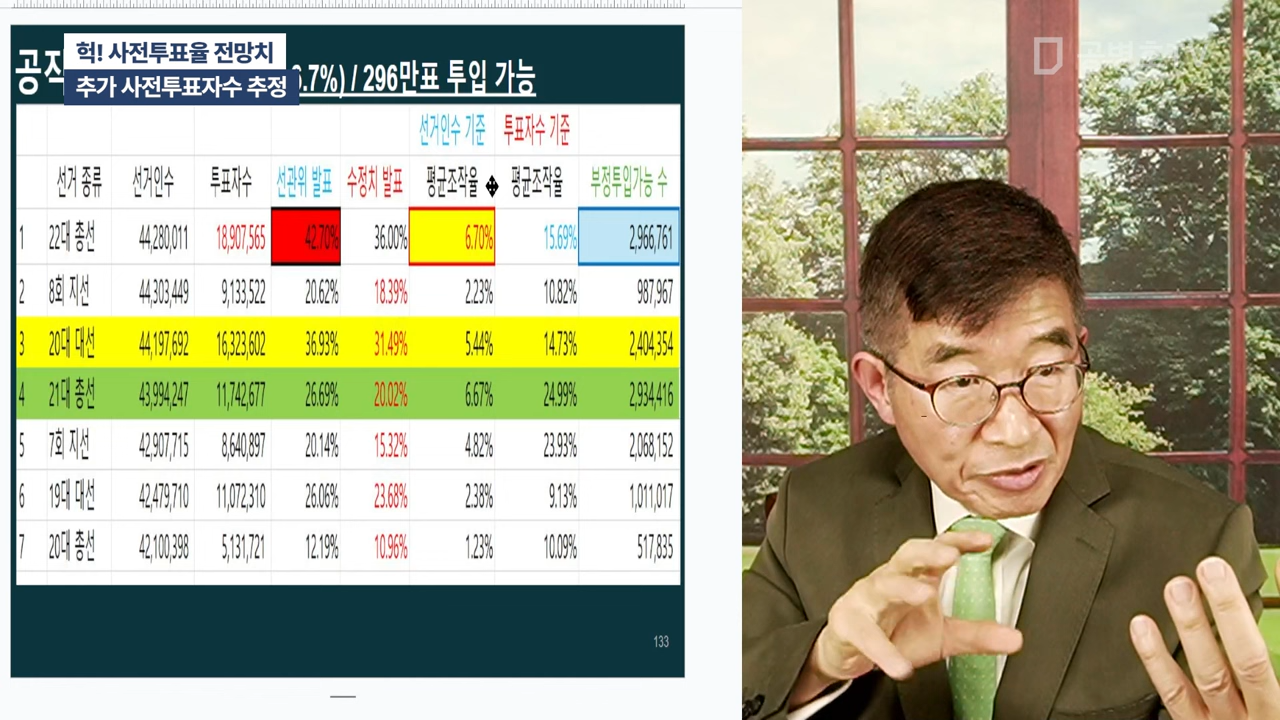 헉! 사전투표율 전망치
추가 사전투표자수 추정
공직
.7%) / 296만표 투입 가능
선거인수 기준 투표자수 기준
선거 종류 선거인수 투표자수 선관위 발표 수정치 발표 평균조작율 평균조작율 부정투입가능 수
1 22대 총선 44,280,011 18,907,565 42.70% 36.00% 6.70% 15.69% 2,966,761
2 8회 지선 44,303,449 9,133,522 20.62% 18.39% 2.23% 10.82% 987,967
3 20대 대선 44,197,692 16,323,602 36.93% 31.49% 5.44% 14.73% 2,404,354
4 21대 총선 43,994,247 11,742,677 26.69% 20.02% 6.67% 24.99% 2,934,416
5 7회 지선 42,907,715 8,640,897 20.14% 15.32% 4.82% 23.93% 2,068,152
6 19대 대선 42,479,710 11,072,310 26.06% 23.68% 2.38% 9.13% 1,011,017
7 20대 총선 42,100,398 5,131,721 12.19% 10.96% 1.23% 10.09% 517,835
133